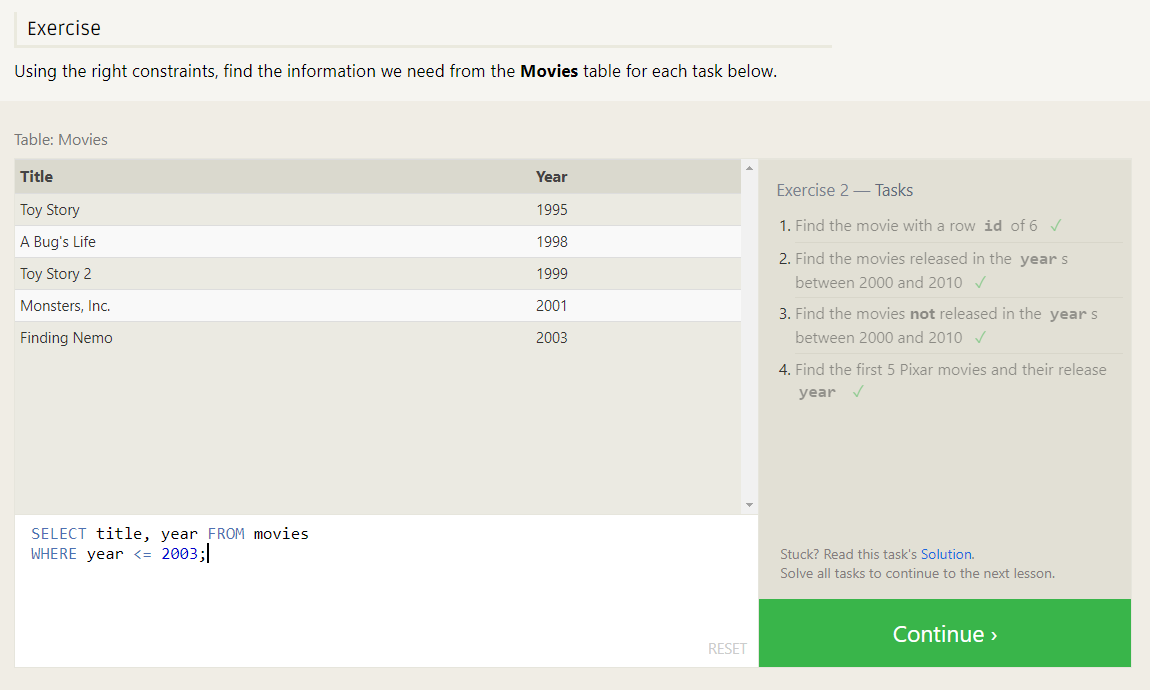 Exercise
Using the right constraints, find the information we need from the Movies table for each task below.
Table: Movies
Title Year
Toy Story 1995
A Bug's Life 1998
Toy Story 2 1999
Monsters, Inc. 2001
Finding Nemo 2003
SELECT title, year FROM movies
WHERE year <= 2003;
RESET
Exercise 2 — Tasks
1. Find the movie with a row id of 6 ✓
2. Find the movies released in the year s
between 2000 and 2010 ✓
3. Find the movies not released in the year s
between 2000 and 2010 ✓
4. Find the first 5 Pixar movies and their release
year ✓
Stuck? Read this task's Solution.
Solve all tasks to continue to the next lesson.
Continue ›